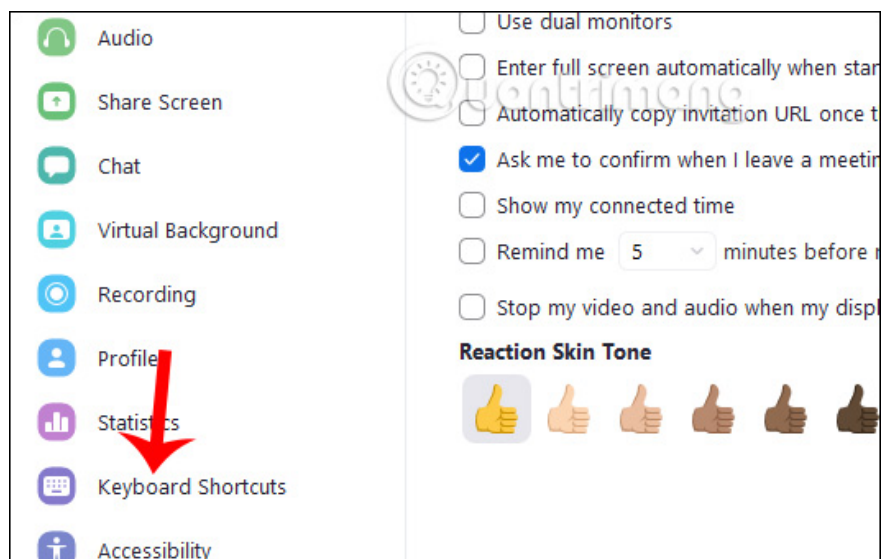 Audio
Share Screen
Chat
Virtual Background
Recording
Profile
Statistics
Keyboard Shortcuts
Accessibility
Use dual monitors
Enter full screen automatically when star
Quantrimang
Automatically copy invitation URL once t
Ask me to confirm when I leave a meetin
Show my connected time
Remind me 5 minutes before
Stop my video and audio when my displ
Reaction Skin Tone